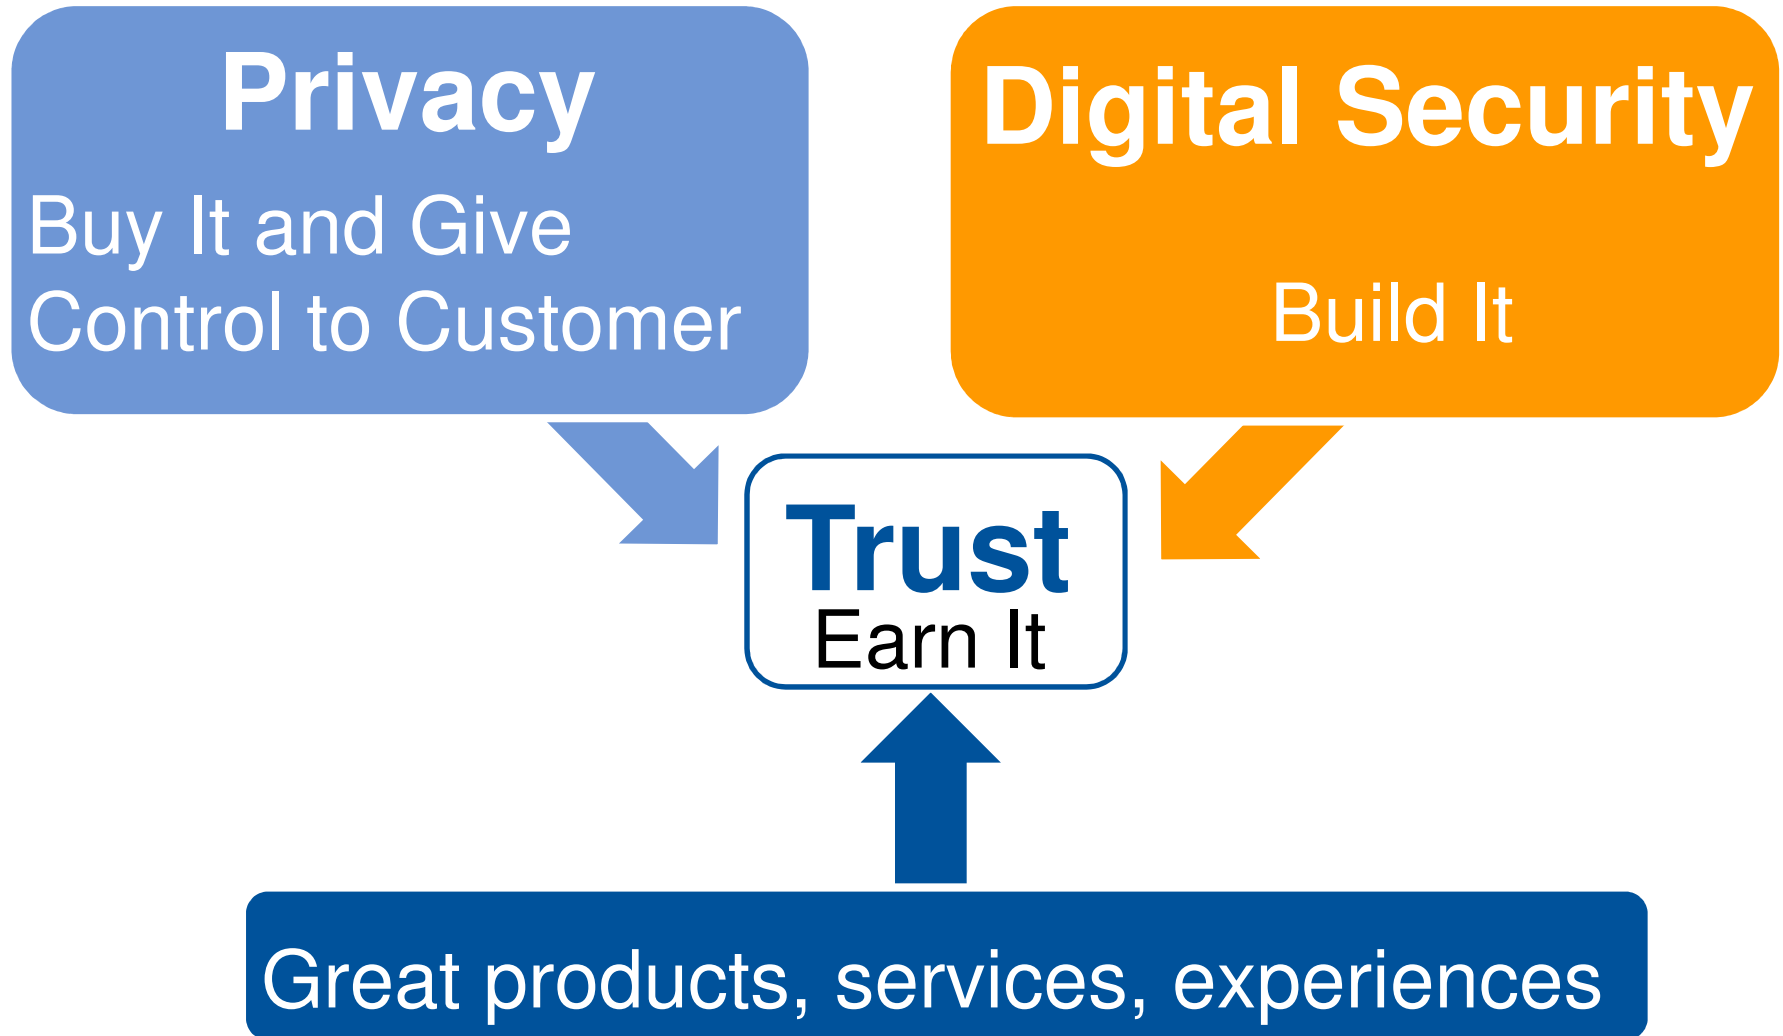 Privacy
Buy It and Give
Control to Customer
Digital Security
Build It
Trust
Earn It
Great products, services, experiences